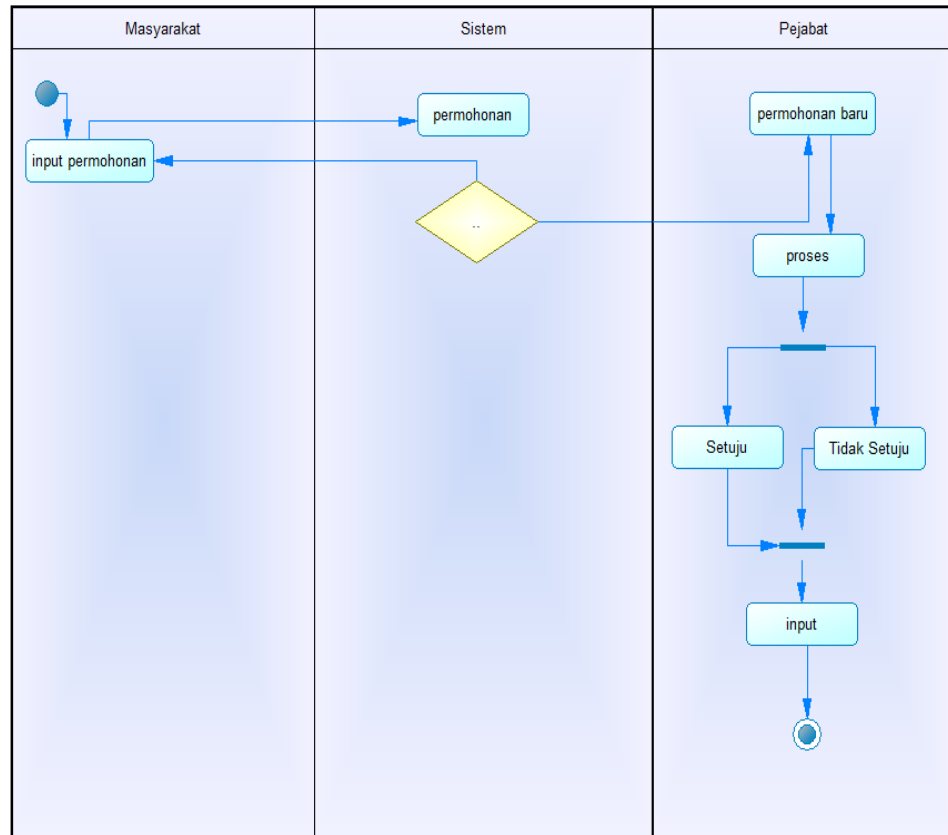 Masyarakat
Sistem
Pejabat
permohonan
permohonan baru
input permohonan
..
proses
Setuju
Tidak Setuju
input